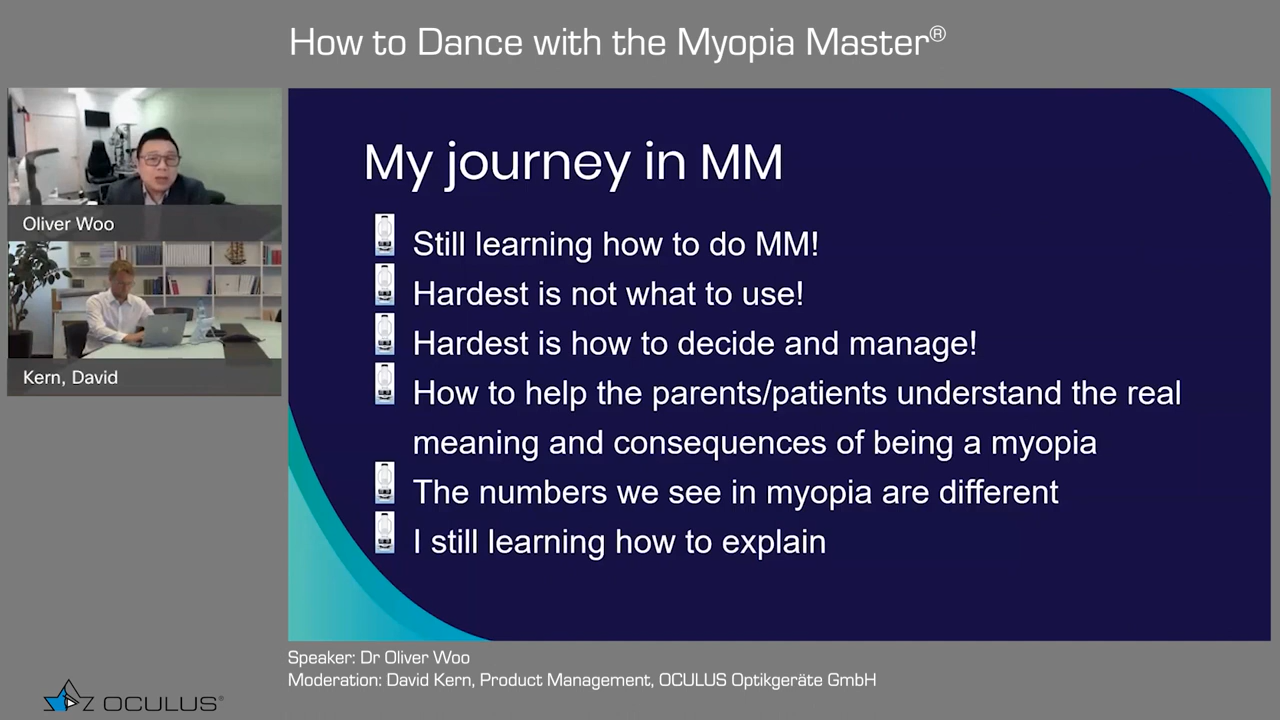 How to Dance with the Myopia Master®
Oliver Woo
Kern, David
My journey in MM
Still learning how to do MM!
Hardest is not what to use!
Hardest is how to decide and manage!
How to help the parents/patients understand the real
meaning and consequences of being a myopia
The numbers we see in myopia are different
I still learning how to explain
Speaker: Dr Oliver Woo
Moderation: David Kern, Product Management, OCULUS Optikgeräte GmbH
OCULUS®